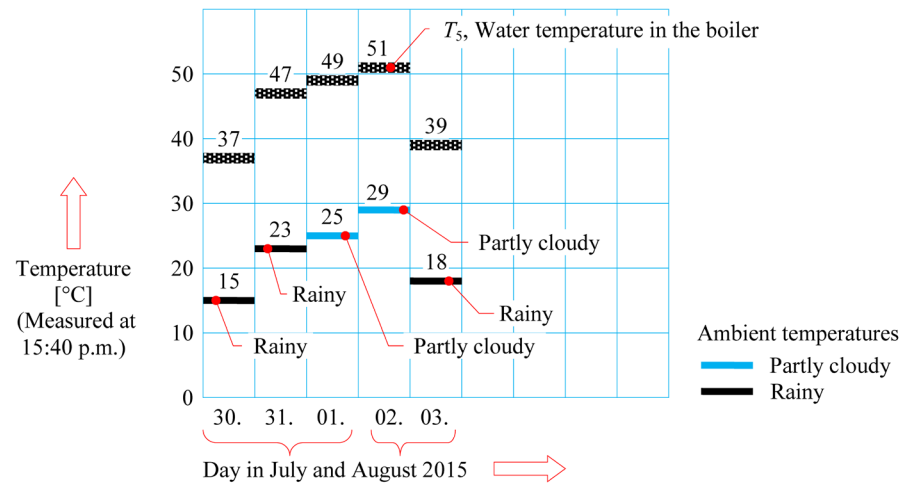 T5, Water temperature in the boiler
51
49
47
50
39
37
40
29
30
25
23
Partly cloudy
18
20
15
Temperature
[°C]
(Measured at
15:40 p.m.)
Rainy
Rainy
10
Rainy
Partly cloudy
Ambient temperatures
Partly cloudy
Rainy
0
30. 31. 01. 02. 03.
Day in July and August 2015